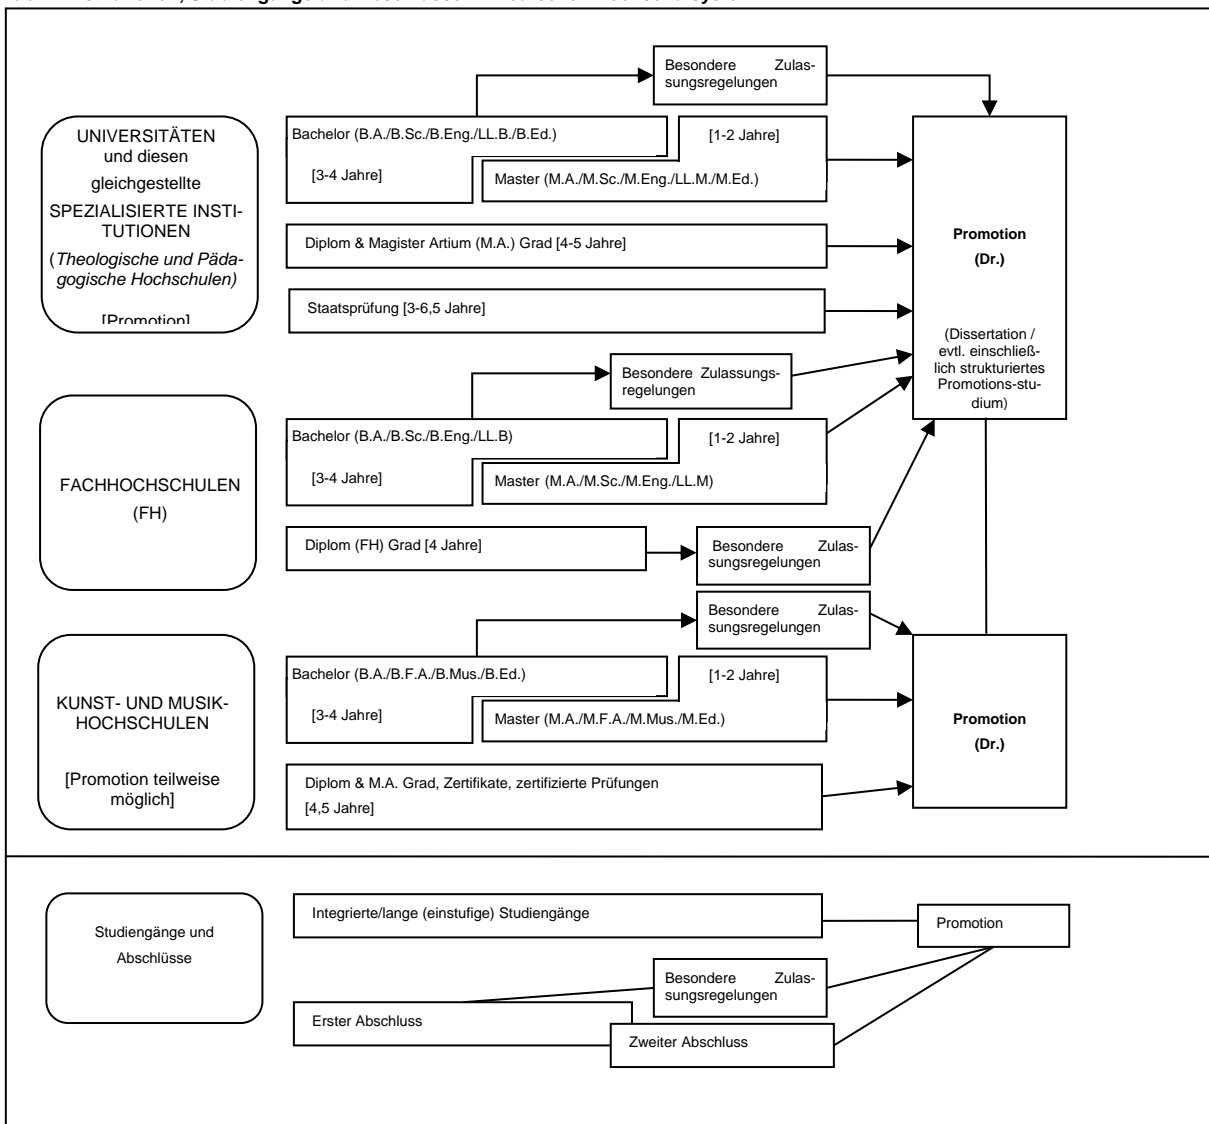 Besondere Zulas-
sungsregelungen
UNIVERSITÄTEN
und diesen
gleichgestellte
SPEZIALISIERTE INSTI-
TUTIONEN
(Theologische und Päda-
gogische Hochschulen)
[Promotion]
Bachelor (B.A./B.Sc./B.Eng./LL.B./B.Ed.)
[3-4 Jahre]
[1-2 Jahre]
Master (M.A./M.Sc./M.Eng./LL.M./M.Ed.)
Diplom & Magister Artium (M.A.) Grad [4-5 Jahre]
Staatsprüfung [3-6,5 Jahre]
Promotion
(Dr.)
(Dissertation /
evtl. einschließ-
lich strukturiertes
Promotions-stu-
dium)
Besondere Zulassungs-
regelungen
FACHHOCHSCHULEN
(FH)
Bachelor (B.A./B.Sc./B.Eng./LL.B)
[3-4 Jahre]
[1-2 Jahre]
Master (M.A./M.Sc./M.Eng./LL.M)
Diplom (FH) Grad [4 Jahre]
Besondere Zulas-
sungsregelungen
Besondere Zulas-
sungsregelungen
KUNST- UND MUSIK-
HOCHSCHULEN
[Promotion teilweise
möglich]
Bachelor (B.A./B.F.A./B.Mus./B.Ed.)
[3-4 Jahre]
[1-2 Jahre]
Master (M.A./M.F.A./M.Mus./M.Ed.)
Diplom & M.A. Grad, Zertifikate, zertifizierte Prüfungen
[4,5 Jahre]
Promotion
(Dr.)
Studiengänge und
Abschlüsse
Integrierte/lange (einstufige) Studiengänge
Promotion
Besondere Zulas-
sungsregelungen
Erster Abschluss
Zweiter Abschluss